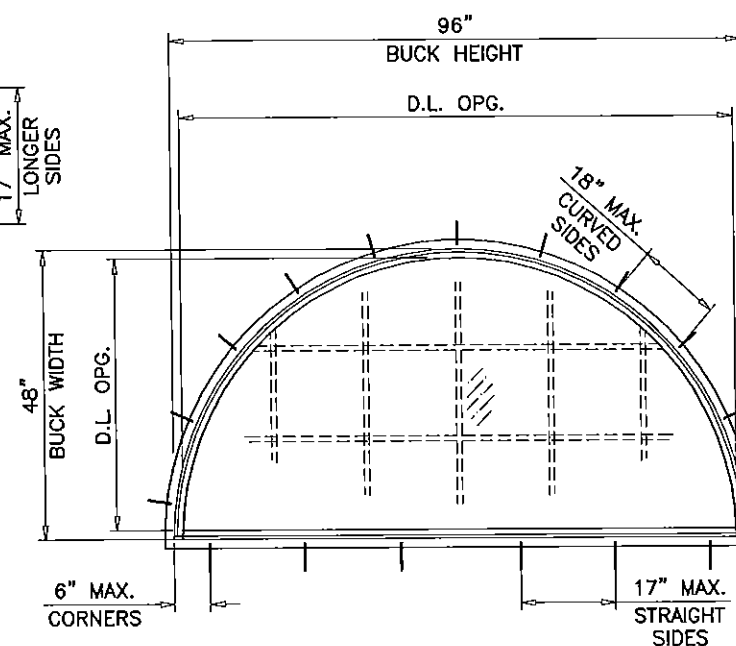 96"
BUCK HEIGHT
D.L. OPG.
17" MAX.
LONGER
SIDES
18" MAX.
CURVED
SIDES
48"
BUCK WIDTH
D.L. OPG.
6" MAX.
CORNERS
17" MAX.
STRAIGHT
SIDES